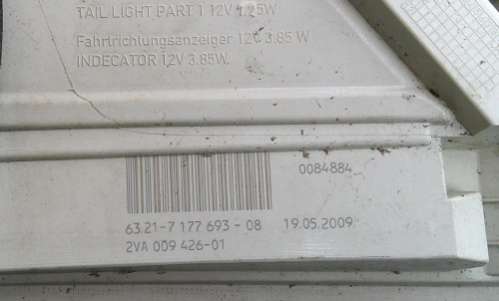 TAIL LIGHT PART 1 12V 1.25W
Fahrtrichtungsanzeiger 12V 3.85 W
INDECATOR 12V 3.85W.
0084884
63.21-7 177 693 - 08 19.05.2009
2VA 009 426-01